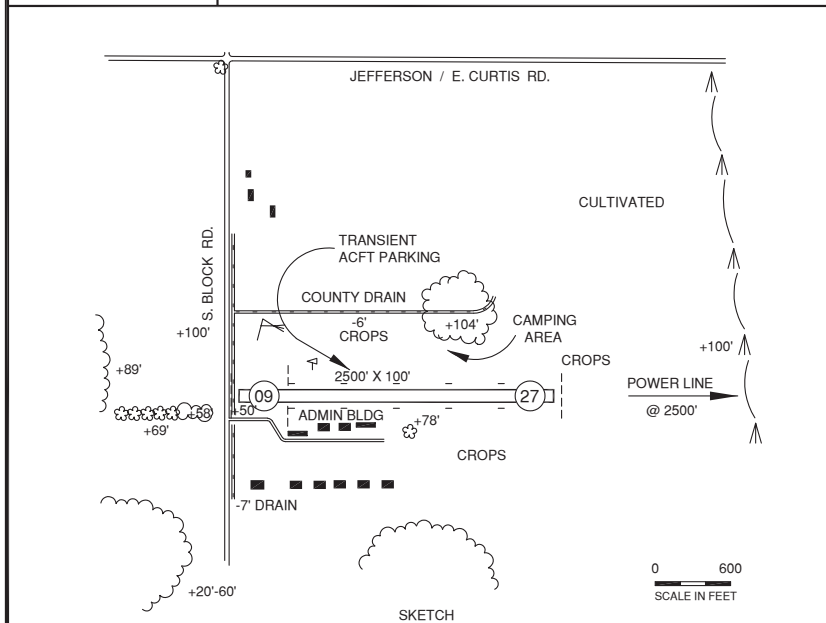 JEFFERSON / E. CURTIS RD.
CULTIVATED
S. BLOCK RD.
TRANSIENT
ACFT PARKING
COUNTY DRAIN
-6'
CROPS
+104'
CAMPING
AREA
+100'
+89'
CROPS
+100'
2500' X 100'
09
27
POWER LINE
@ 2500'
+58'
+50'
+69'
ADMIN BLDG
+78'
CROPS
-7' DRAIN
+20'-60'
0 600
SCALE IN FEET
SKETCH